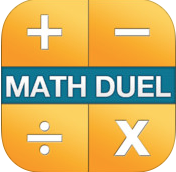 + −
MATH DUEL
÷ X